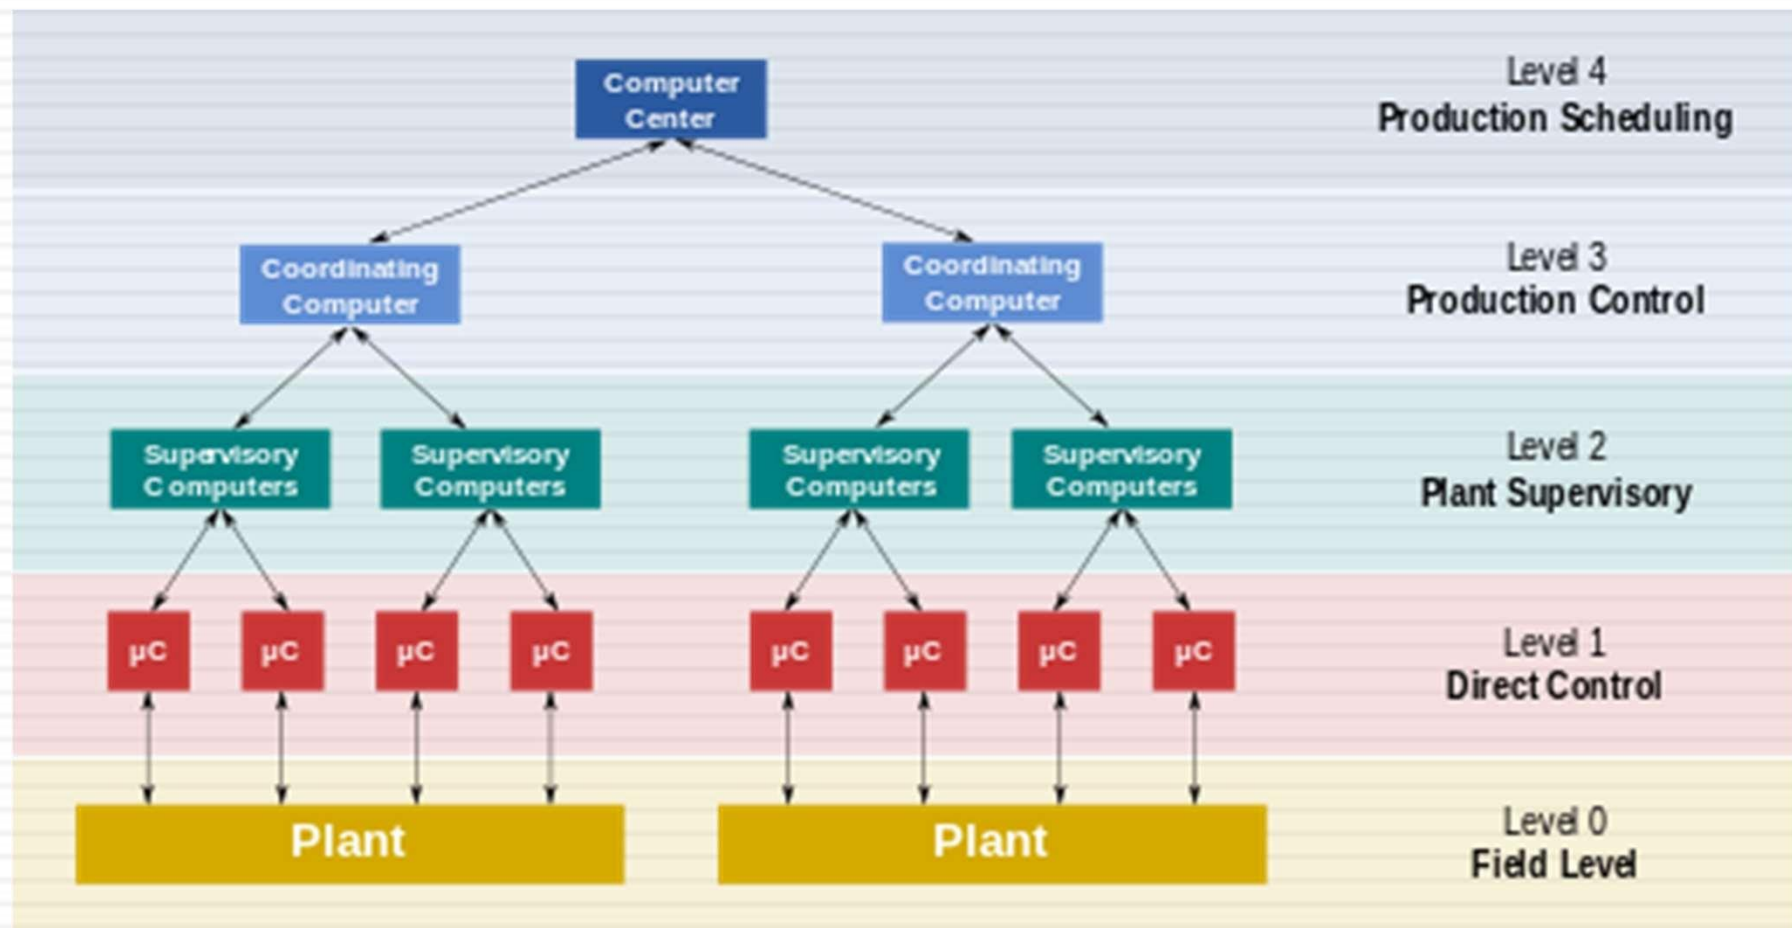 Computer
Center
Level 4
Production Scheduling
Coordinating
Computer
Coordinating
Computer
Level 3
Production Control
Supervisory
Computers
Supervisory
Computers
Supervisory
Computers
Supervisory
Computers
Level 2
Plant Supervisory
µC
µC
µC
µC
µC
µC
µC
µC
Level 1
Direct Control
Plant
Plant
Level 0
Field Level